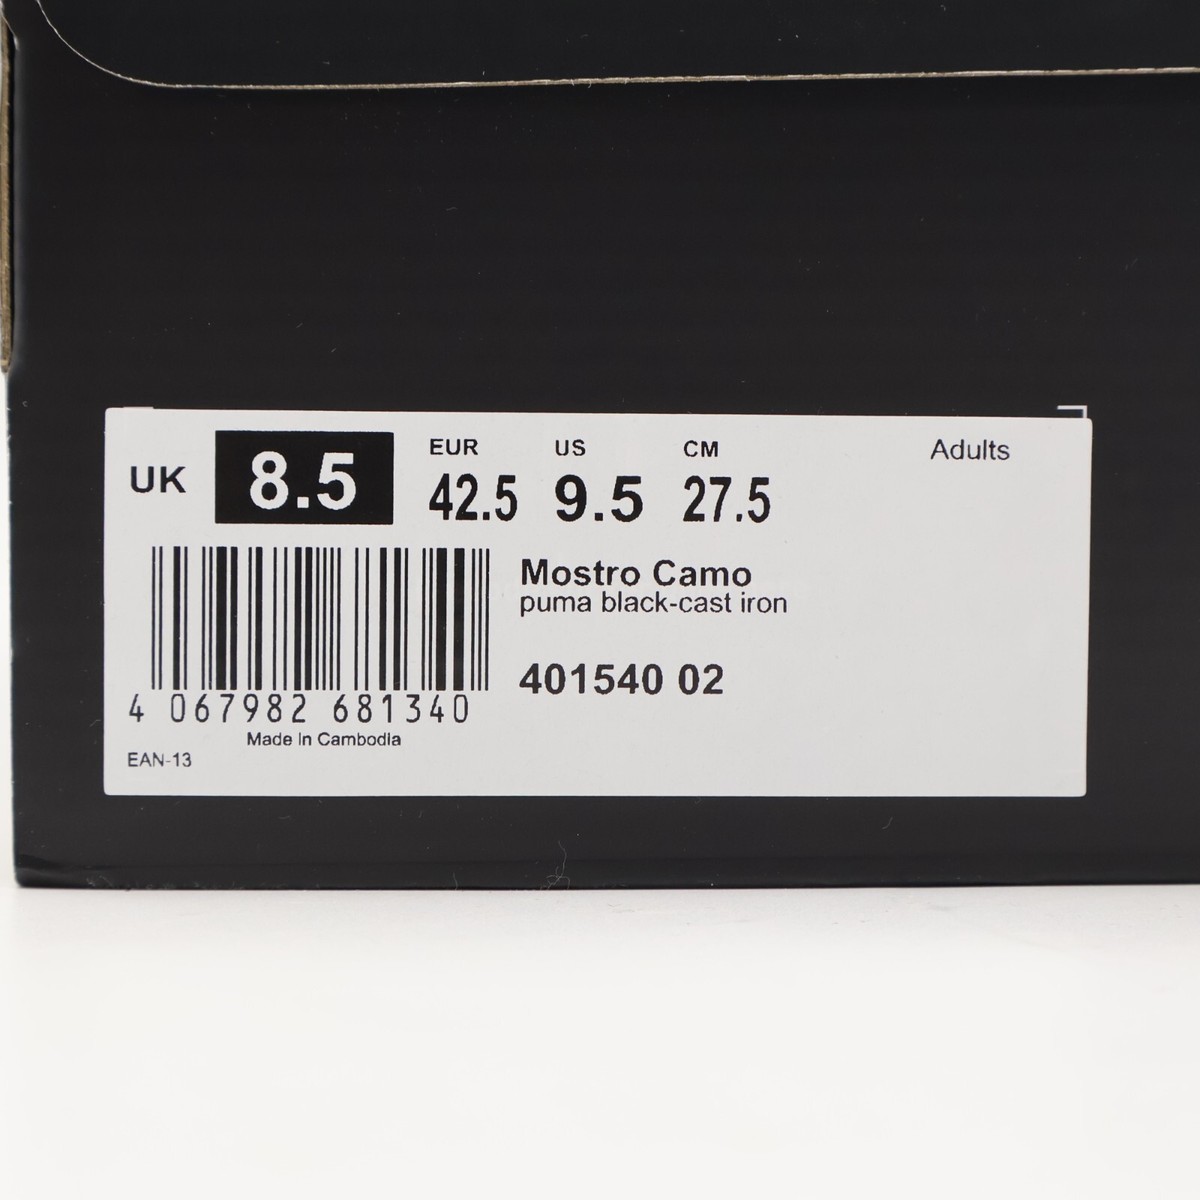 UK 8.5
EUR US CM Adults
42.5 9.5 27.5
Mostro Camo
puma black-cast iron
401540 02
4 067982 681340
Made In Cambodia
EAN-13